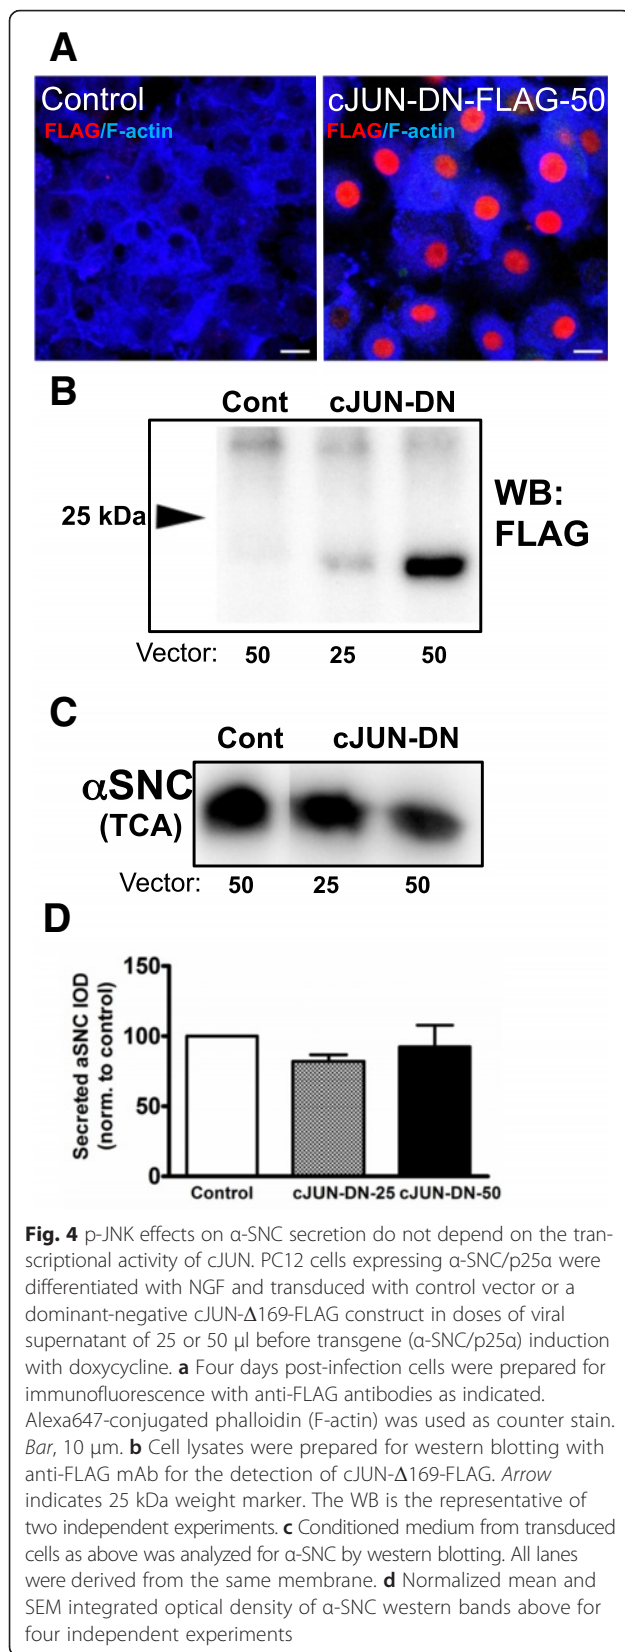 A
Control
cJUN-DN-FLAG-50
FLAG/F-actin
FLAG/F-actin
B
Cont cJUN-DN
25 kDa
WB:
FLAG
Vector: 50 25 50
C
Cont cJUN-DN
αSNC
(TCA)
Vector: 50 25 50
D
Secreted aSNC IOD
(norm. to control)
150
100
50
0
Control cJUN-DN-25 cJUN-DN-50
Fig. 4 p-JNK effects on α-SNC secretion do not depend on the tran-
scriptional activity of cJUN. PC12 cells expressing α-SNC/p25α were
differentiated with NGF and transduced with control vector or a
dominant-negative cJUN-Δ169-FLAG construct in doses of viral
supernatant of 25 or 50 μl before transgene (α-SNC/p25α) induction
with doxycycline. a Four days post-infection cells were prepared for
immunofluorescence with anti-FLAG antibodies as indicated.
Alexa647-conjugated phalloidin (F-actin) was used as counter stain.
Bar, 10 μm. b Cell lysates were prepared for western blotting with
anti-FLAG mAb for the detection of cJUN-Δ169-FLAG. Arrow
indicates 25 kDa weight marker. The WB is the representative of
two independent experiments. c Conditioned medium from transduced
cells as above was analyzed for α-SNC by western blotting. All lanes
were derived from the same membrane. d Normalized mean and
SEM integrated optical density of α-SNC western bands above for
four independent experiments